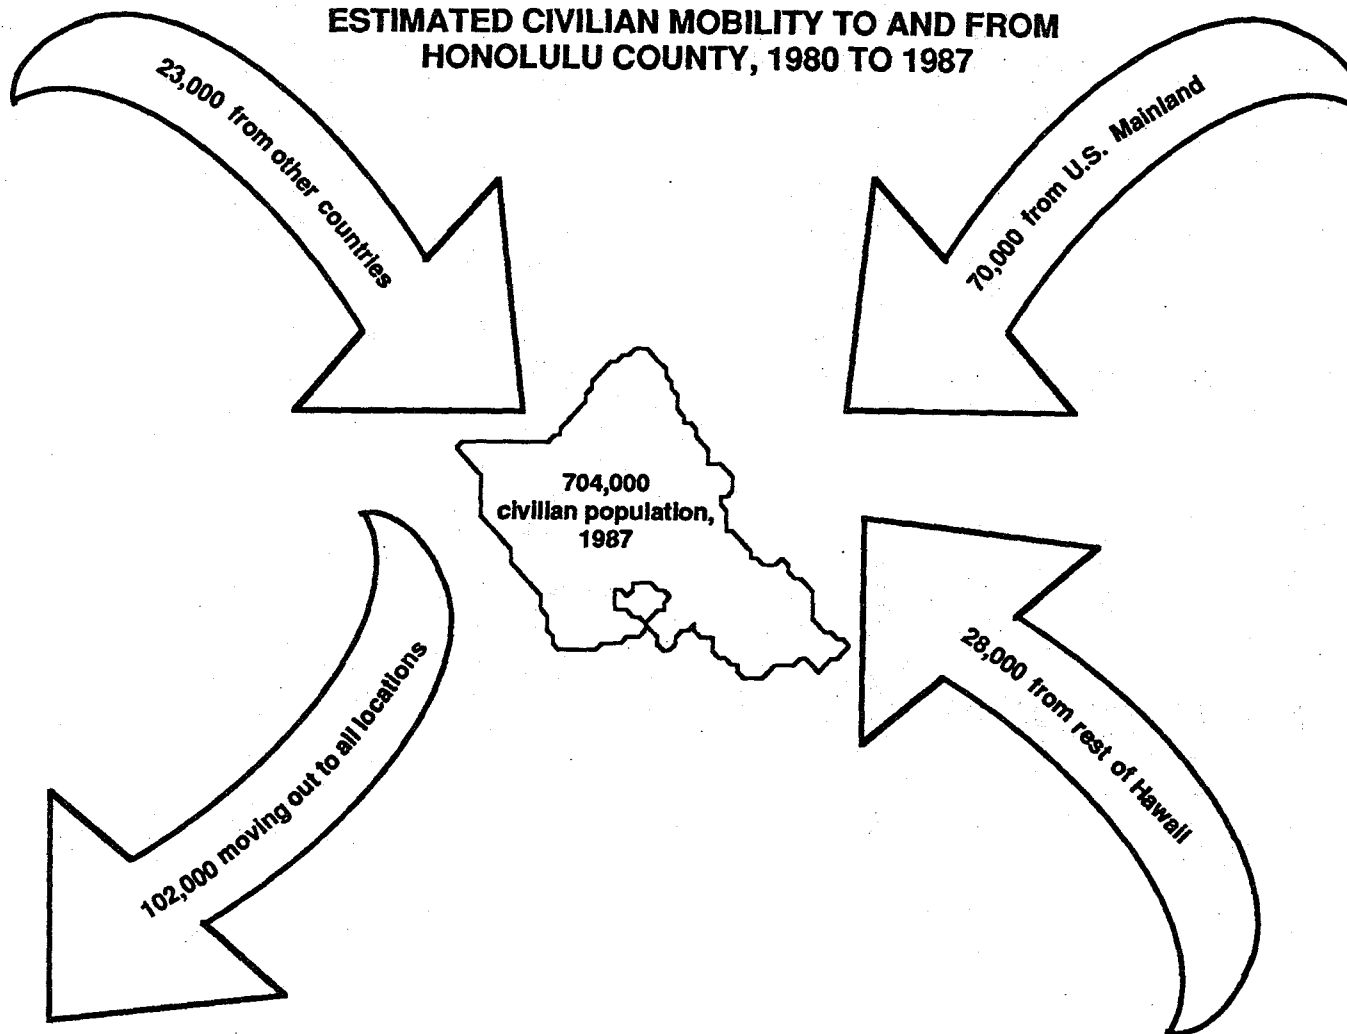 ESTIMATED CIVILIAN MOBILITY TO AND FROM
HONOLULU COUNTY, 1980 TO 1987
23,000 from other countries
70,000 from U.S. Mainland
704,000
civilian population,
1987
102,000 moving out to all locations
28,000 from rest of Hawaii